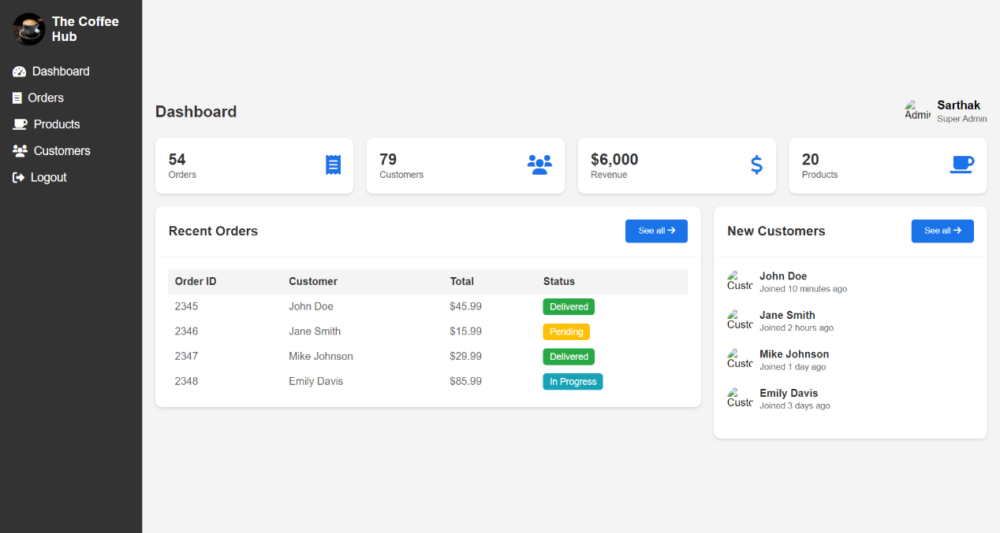 The Coffee
Hub
Dashboard
Orders
Products
Customers
Logout
Dashboard
Admin
Sarthak
Super Admin
54
Orders
79
Customers
$6,000
Revenue
20
Products
Recent Orders
See all
Order ID Customer Total Status
2345 John Doe $45.99 Delivered
2346 Jane Smith $15.99 Pending
2347 Mike Johnson $29.99 Delivered
2348 Emily Davis $85.99 In Progress
New Customers
See all
Custo
John Doe
Joined 10 minutes ago
Custo
Jane Smith
Joined 2 hours ago
Custo
Mike Johnson
Joined 1 day ago
Custo
Emily Davis
Joined 3 days ago